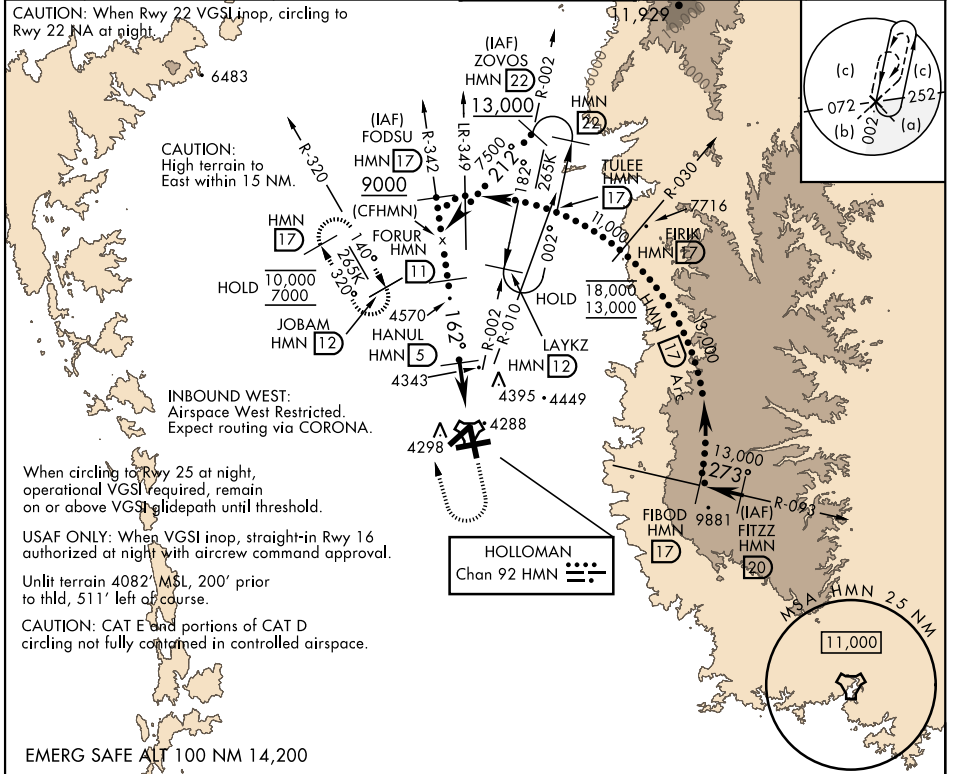 CAUTION: When Rwy 22 VGSI inop, circling to
Rwy 22 NA at night.
6483
11,929
10,000
8000
6000
(c)
(c)
072
252
(b)
(a)
002
(IAF)
ZOVOS
HMN 22
13,000
R-002
HMN
22
(IAF)
FODSU
HMN 17
9000
R-342
LR-349
7500
212°
182°
265K
002°
TULEE
HMN
17
R-030
7716
FIRIK
HMN 17
11,000
CAUTION:
High terrain to
East within 15 NM.
R-320
HMN
17
(CFHMN)
x
FORUR
HMN
11
140°
265K
320°
HOLD 10,000
7000
HOLD 18,000
13,000
HMN 17 Arc
13,000
JOBAM
HMN 12
4570
HANUL
HMN 5
162°
4343
R-002
R-010
LAYKZ
HMN 12
4395
4449
4288
4298
INBOUND WEST:
Airspace West Restricted.
Expect routing via CORONA.
When circling to Rwy 25 at night,
operational VGSI required, remain
on or above VGSI glidepath until threshold.
USAF ONLY: When VGSI inop, straight-in Rwy 16
authorized at night with aircrew command approval.
Unlit terrain 4082' MSL, 200' prior
to thld, 511' left of course.
CAUTION: CAT E and portions of CAT D
circling not fully contained in controlled airspace.
13,000
273°
R-093
9881
FIBOD
HMN
17
(IAF)
FITZZ
HMN
20
HOLLOMAN
Chan 92 HMN
MSA HMN 25 NM
11,000
EMERG SAFE ALT 100 NM 14,200